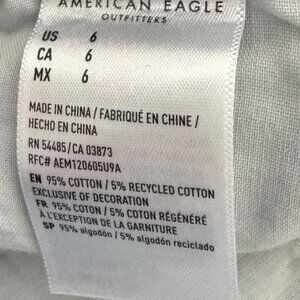 AMERICAN EAGLE
OUTFITTERS
US 6
CA 6
MX 6
MADE IN CHINA / FABRIQUÉ EN CHINE /
HECHO EN CHINA
RN 54485/CA 03873
RFC# AEM120605U9A
EN 95% COTTON / 5% RECYCLED COTTON
EXCLUSIVE OF DECORATION
FR 95% COTON / 5% COTON RÉGÉNÉRÉ
À L'EXCEPTION DE LA GARNITURE
SP 95% algodón / 5% algodón reciclado